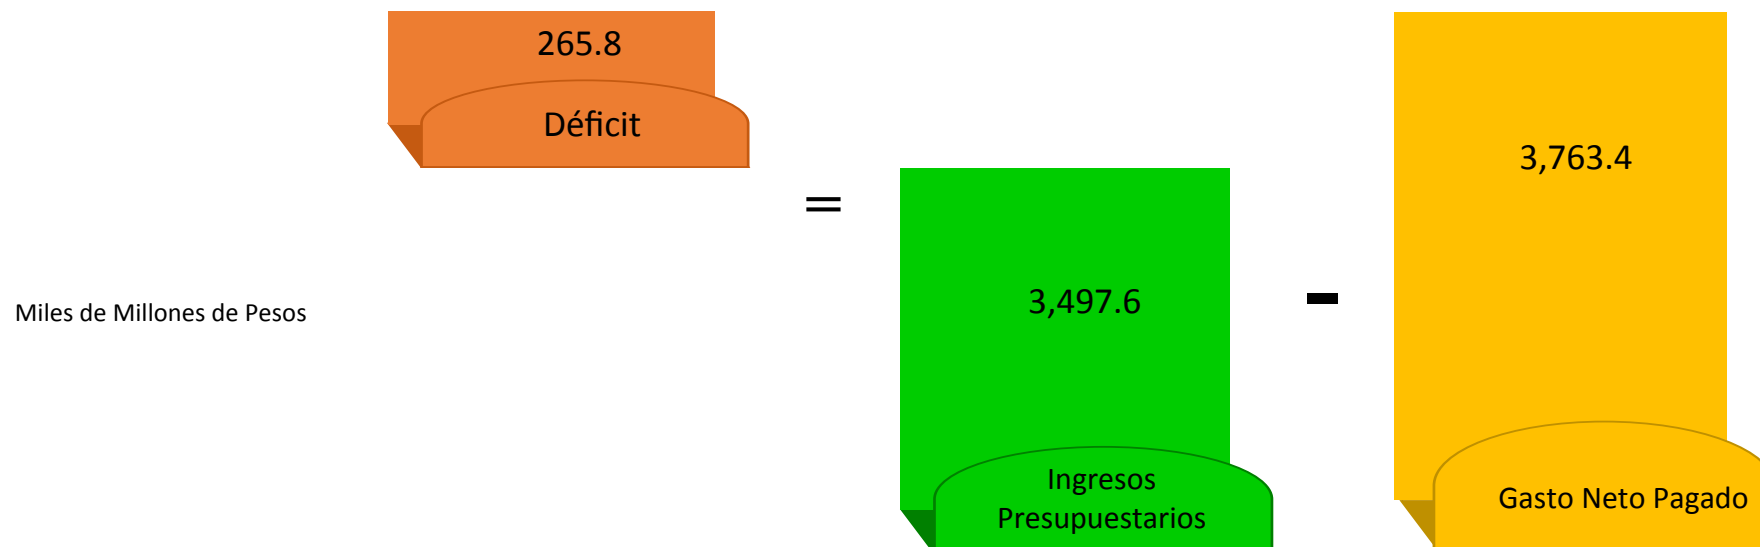 265.8
Déficit
3,763.4
=
3,497.6
-
Miles de Millones de Pesos
Ingresos
Presupuestarios
Gasto Neto Pagado